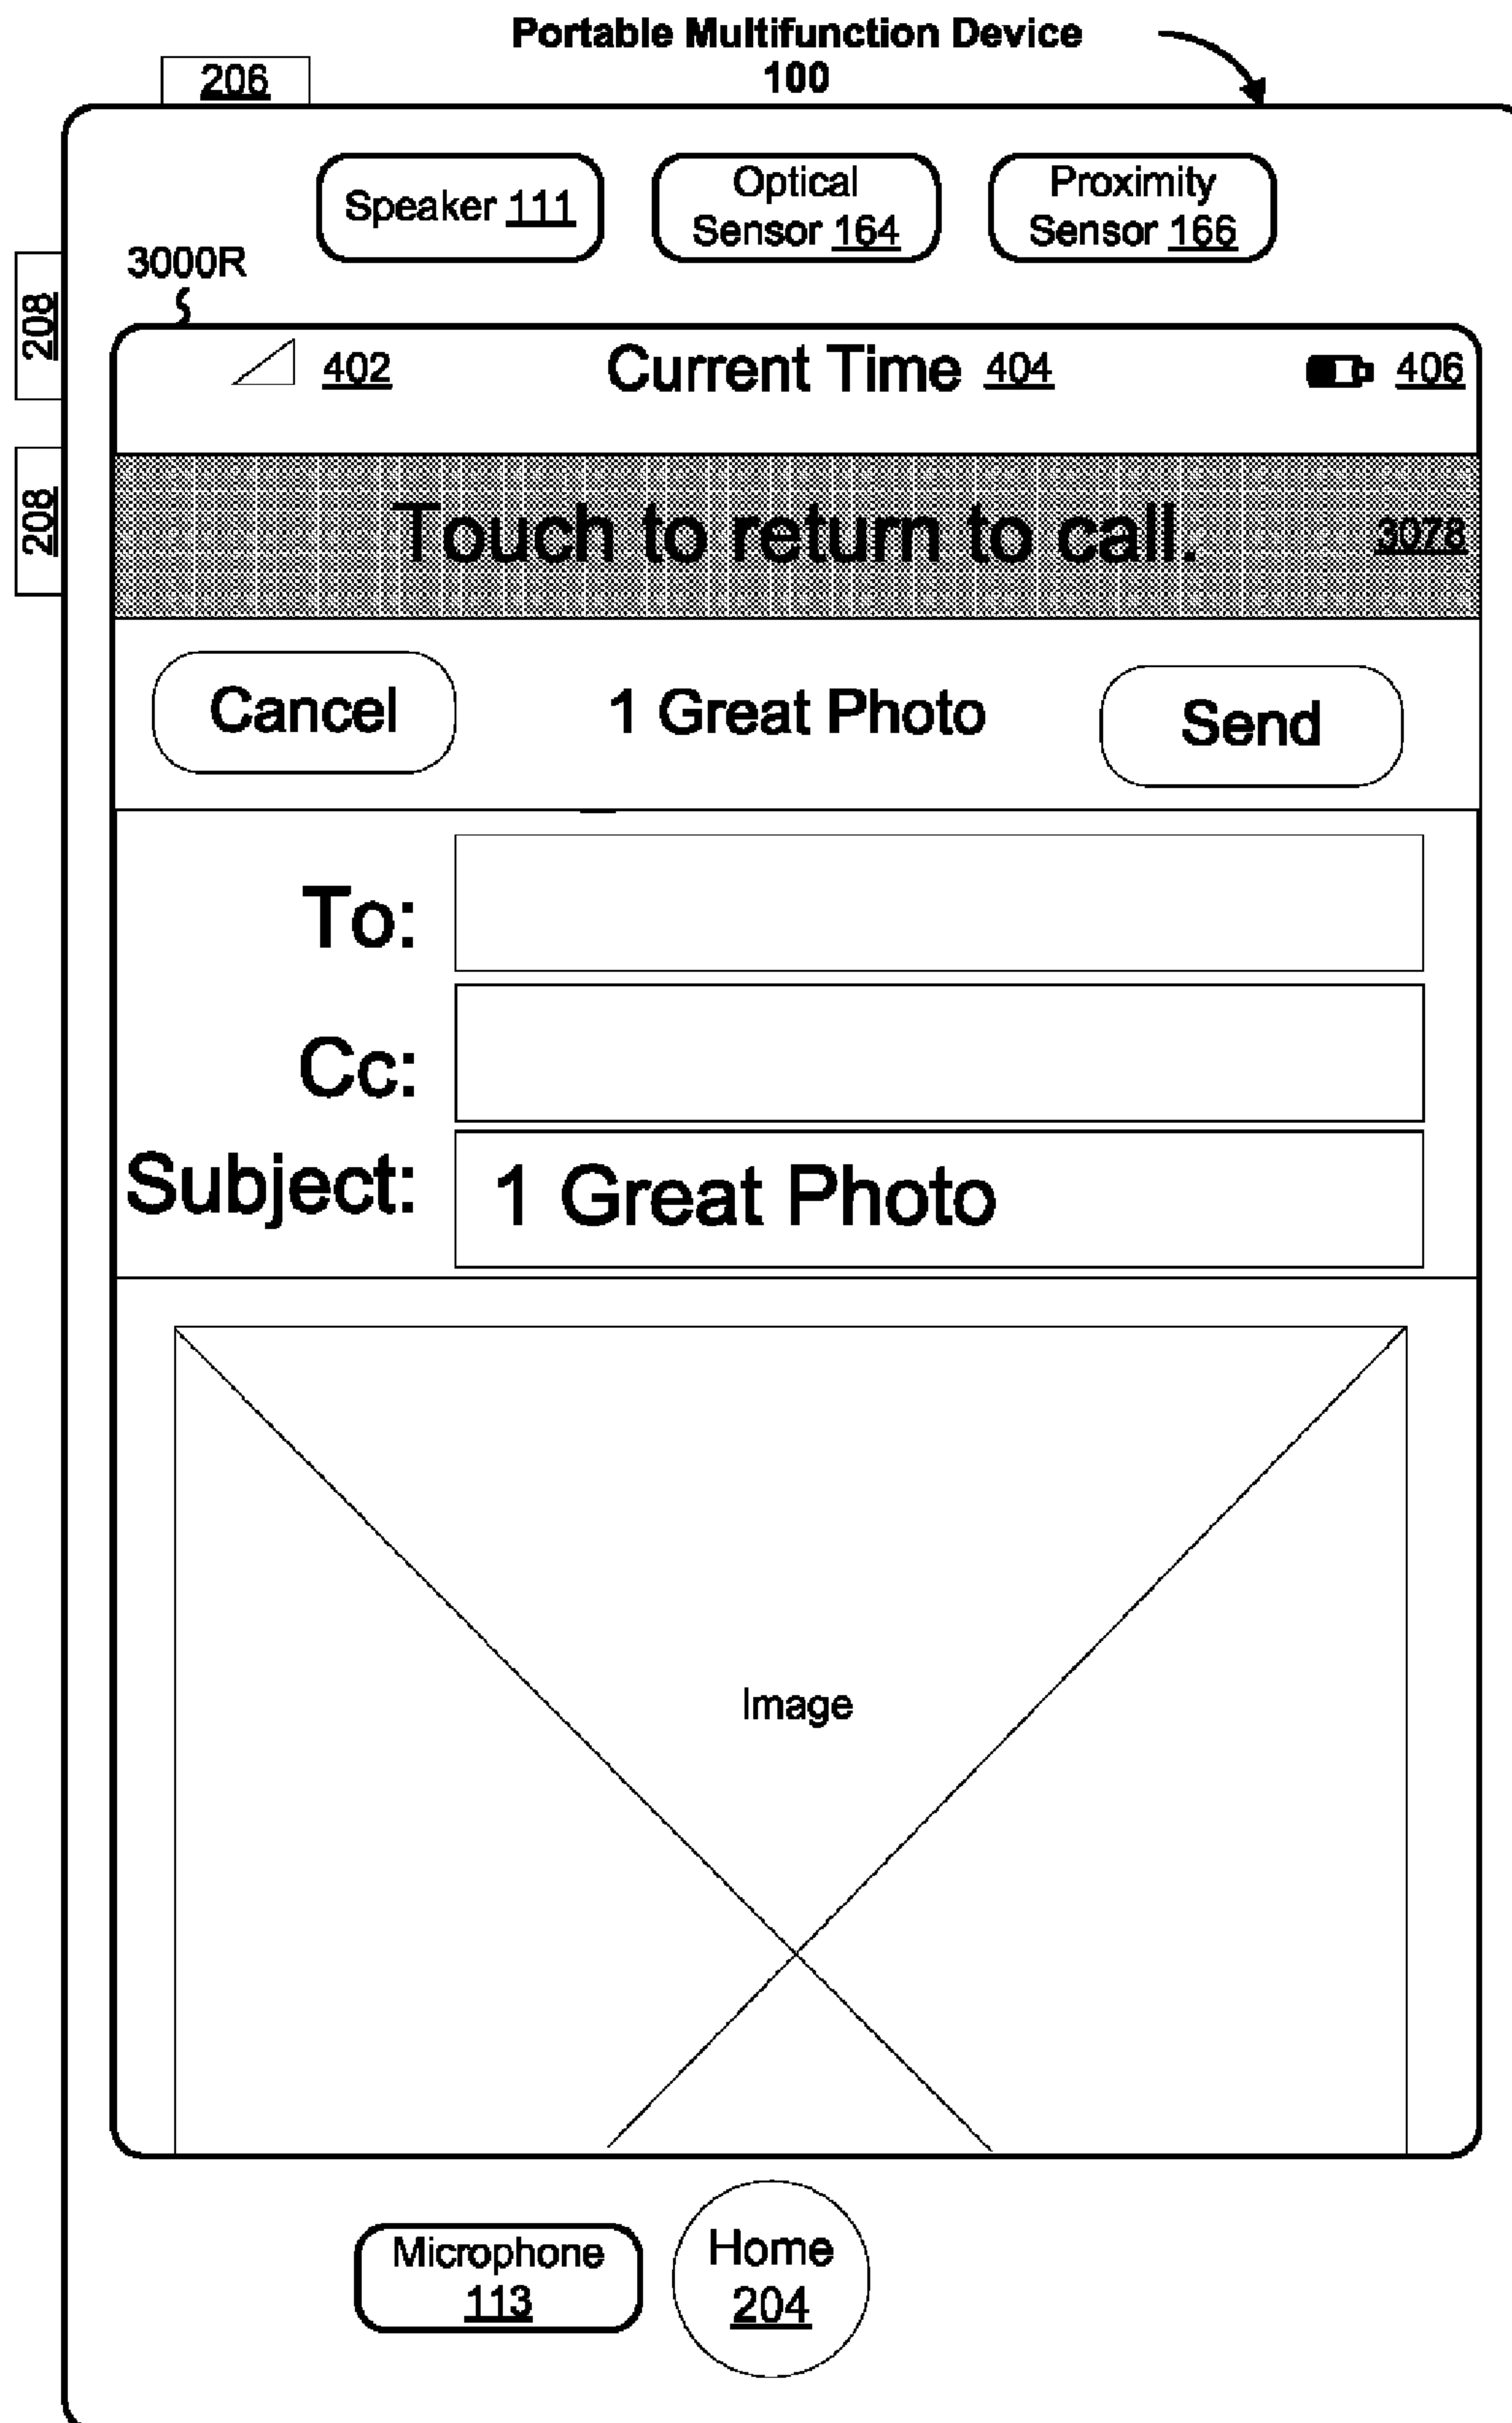 Portable Multifunction Device
100
206
Speaker 111
Optical
Sensor 164
Proximity
Sensor 166
3000R
208
402
Current Time 404
406
208
Touch to return to call.
3078
Cancel
1 Great Photo
Send
To:
Cc:
Subject:
1 Great Photo
Image
Microphone
113
Home
204